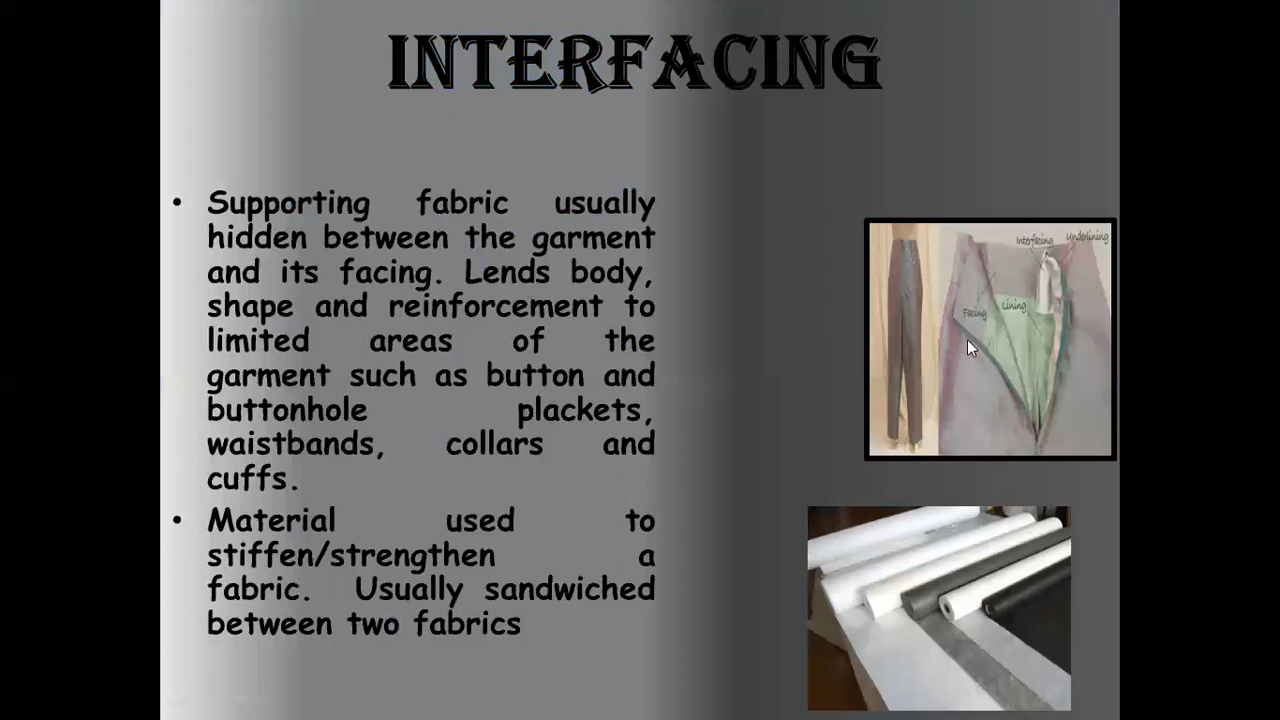 INTERFACING
• Supporting fabric usually
hidden between the garment
and its facing. Lends body,
shape and reinforcement to
limited areas of the
garment such as button and
buttonhole plackets,
waistbands, collars and
cuffs.
• Material used to
stiffen/strengthen a
fabric. Usually sandwiched
between two fabrics
Interfacing
Underlining
Lining
Facing